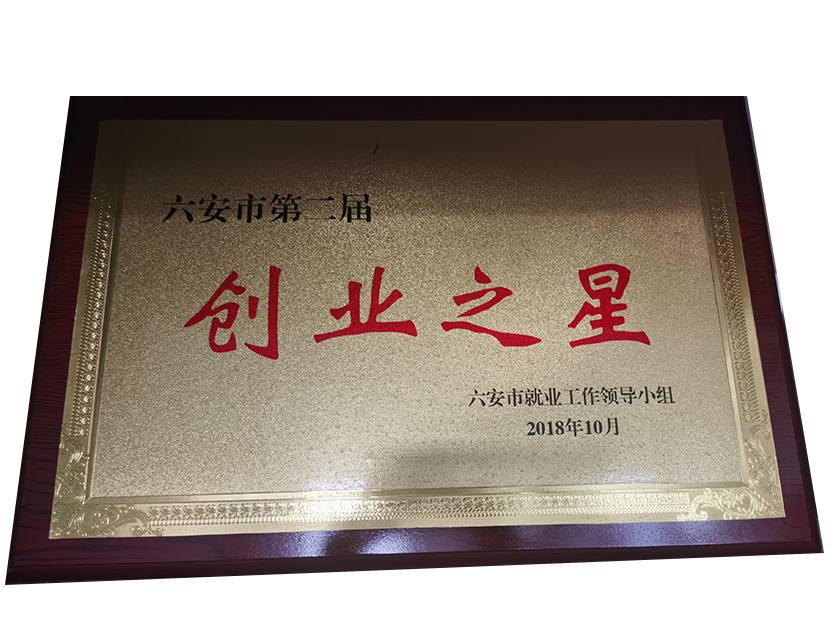 六安市第二届
创业之星
六安市就业工作领导小组
2018年10月